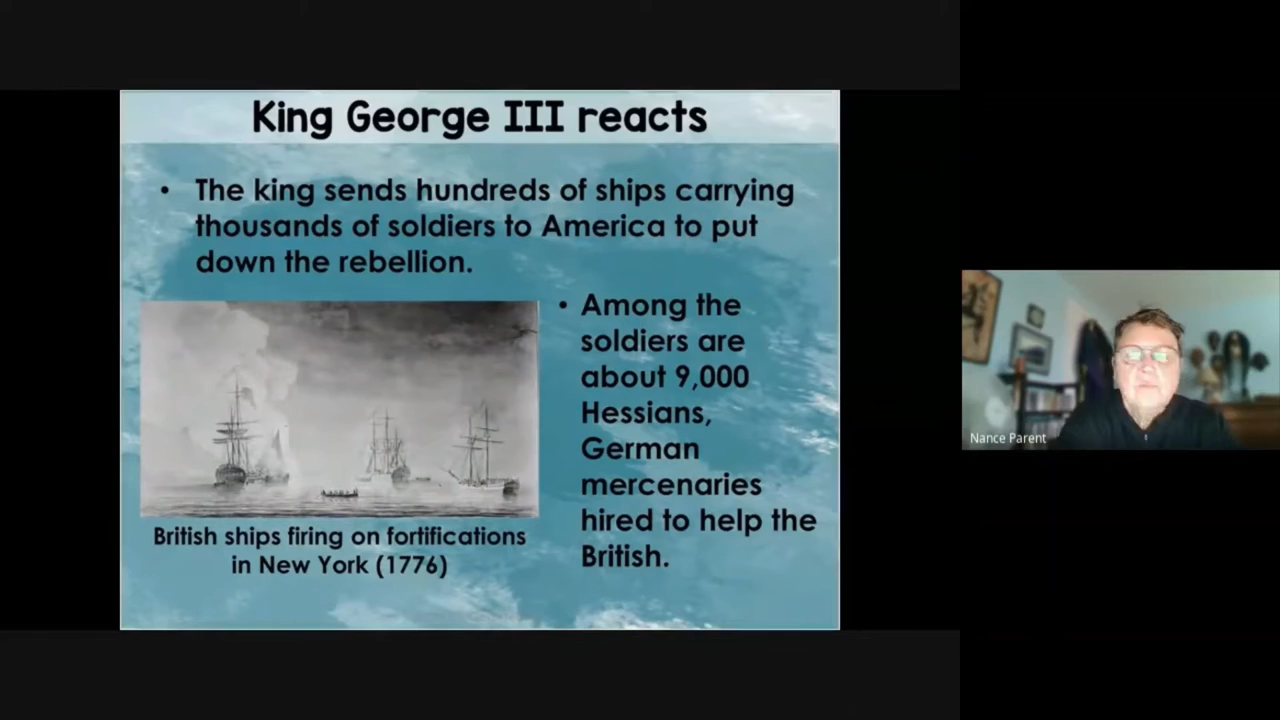 King George III reacts
• The king sends hundreds of ships carrying
thousands of soldiers to America to put
down the rebellion.
• Among the
soldiers are
about 9,000
Hessians,
German
mercenaries
hired to help the
British.
British ships firing on fortifications
in New York (1776)
Nance Parent